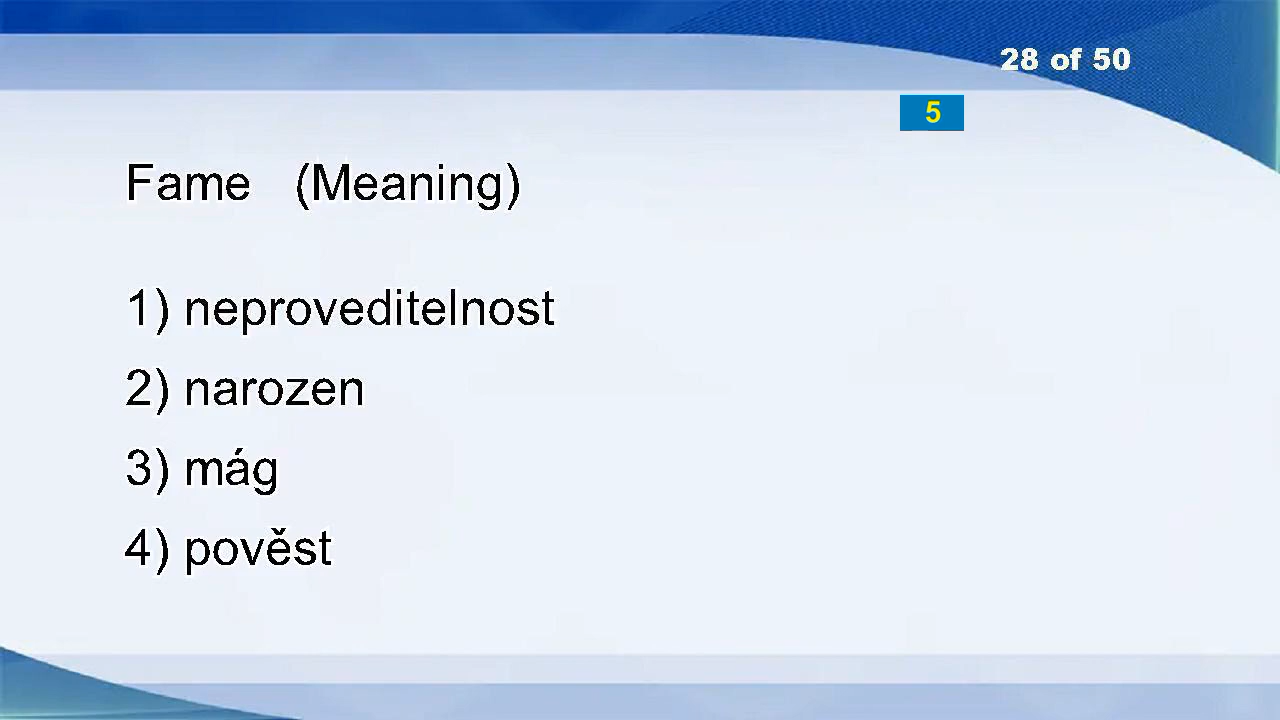 28 of 50
5
Fame (Meaning)
1) neproveditelnost
2) narozen
3) mág
4) pověst